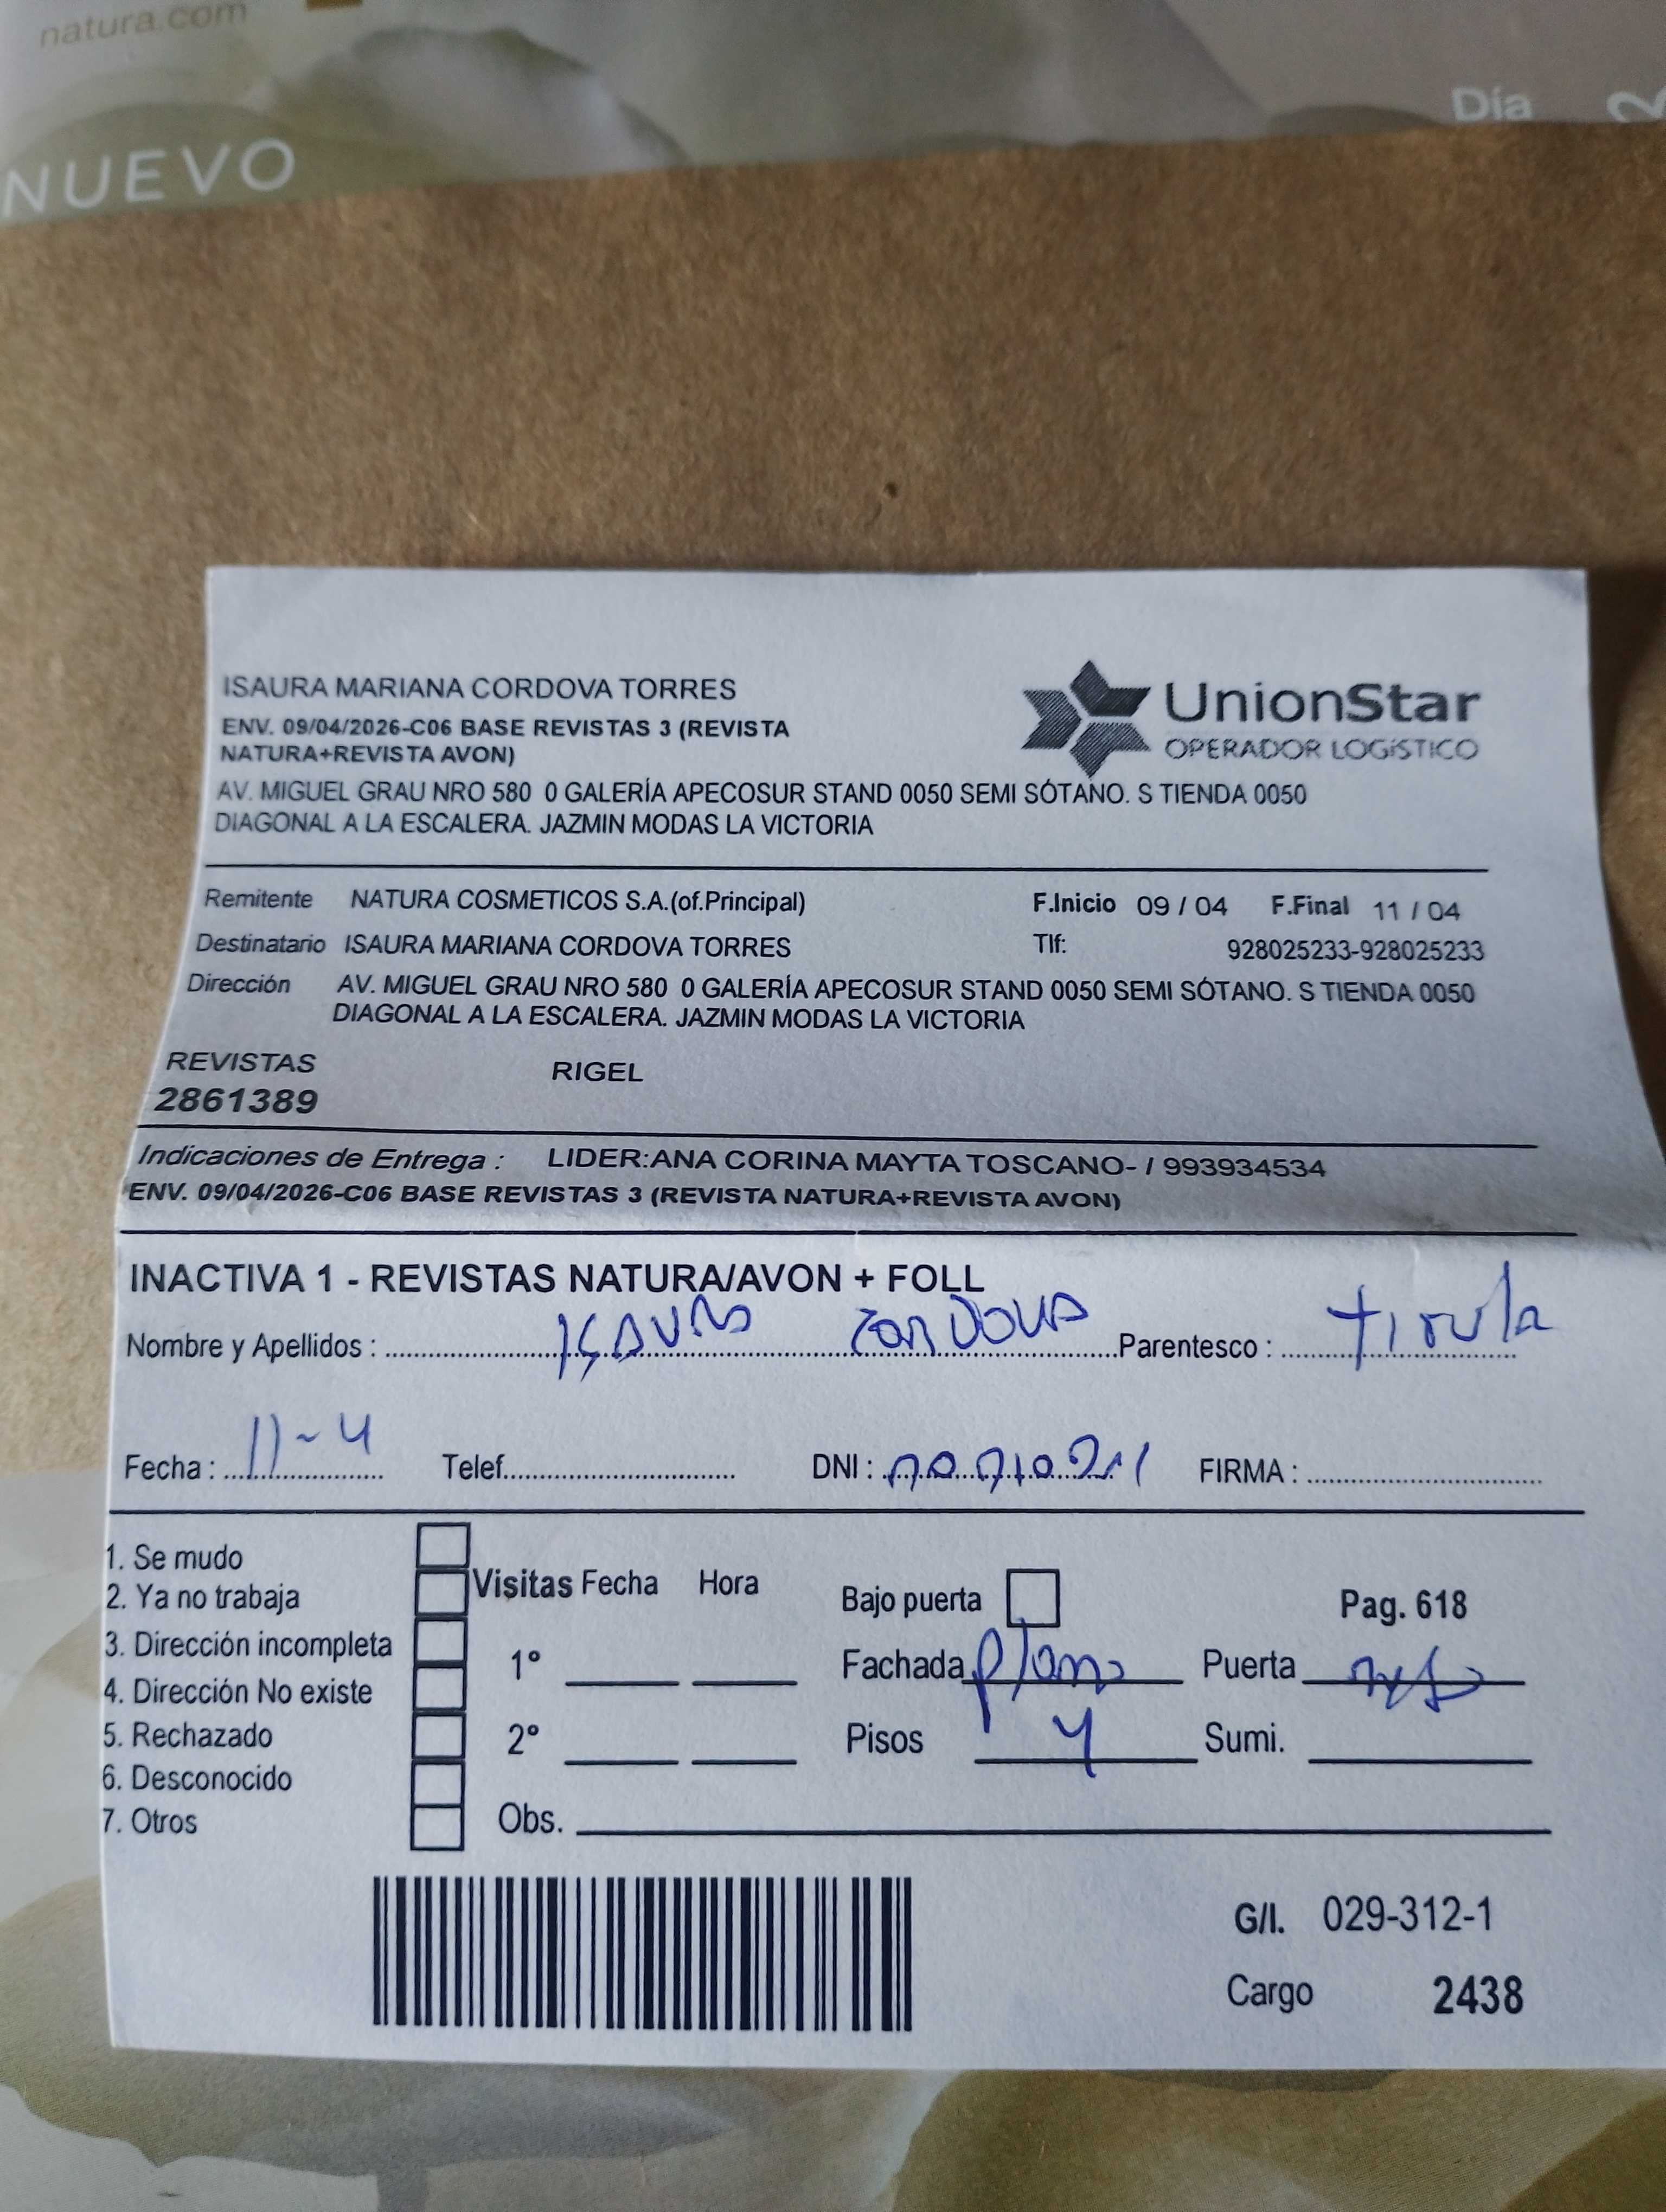 natura.com
Día
NUEVO
ISAURA MARIANA CORDOVA TORRES
ENV. 09/04/2026-C06 BASE REVISTAS 3 (REVISTA
NATURA+REVISTA AVON)
UnionStar
OPERADOR LOGíSTICO
AV. MIGUEL GRAU NRO 580 0 GALERÍA APECOSUR STAND 0050 SEMI SÓTANO. S TIENDA 0050
DIAGONAL A LA ESCALERA. JAZMIN MODAS LA VICTORIA
Remitente NATURA COSMETICOS S.A.(of.Principal) F.Inicio 09 / 04 F.Final 11 / 04
Destinatario ISAURA MARIANA CORDOVA TORRES Tlf: 928025233-928025233
Dirección AV. MIGUEL GRAU NRO 580 0 GALERÍA APECOSUR STAND 0050 SEMI SÓTANO. S TIENDA 0050
DIAGONAL A LA ESCALERA. JAZMIN MODAS LA VICTORIA
REVISTAS RIGEL
2861389
Indicaciones de Entrega : LIDER:ANA CORINA MAYTA TOSCANO- / 993934534
ENV. 09/04/2026-C06 BASE REVISTAS 3 (REVISTA NATURA+REVISTA AVON)
INACTIVA 1 - REVISTAS NATURA/AVON + FOLL
Nombre y Apellidos : Isaura Cordova Parentesco :
Fecha : 11-4 Telef. DNI : FIRMA :
1. Se mudo
2. Ya no trabaja
3. Dirección incompleta
4. Dirección No existe
5. Rechazado
6. Desconocido
7. Otros
Visitas Fecha Hora
1°
2°
Obs.
Bajo puerta Pag. 618
Fachada Puerta
Pisos 4 Sumi.
G/I. 029-312-1
Cargo 2438